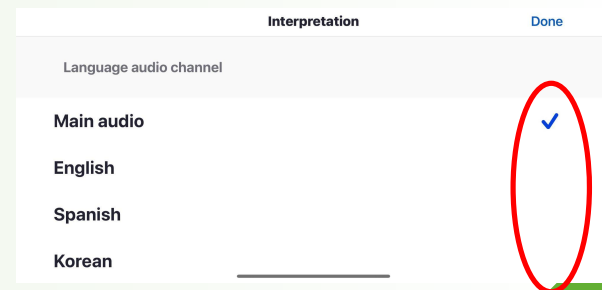 Interpretation Done
Language audio channel
Main audio
English
Spanish
Korean